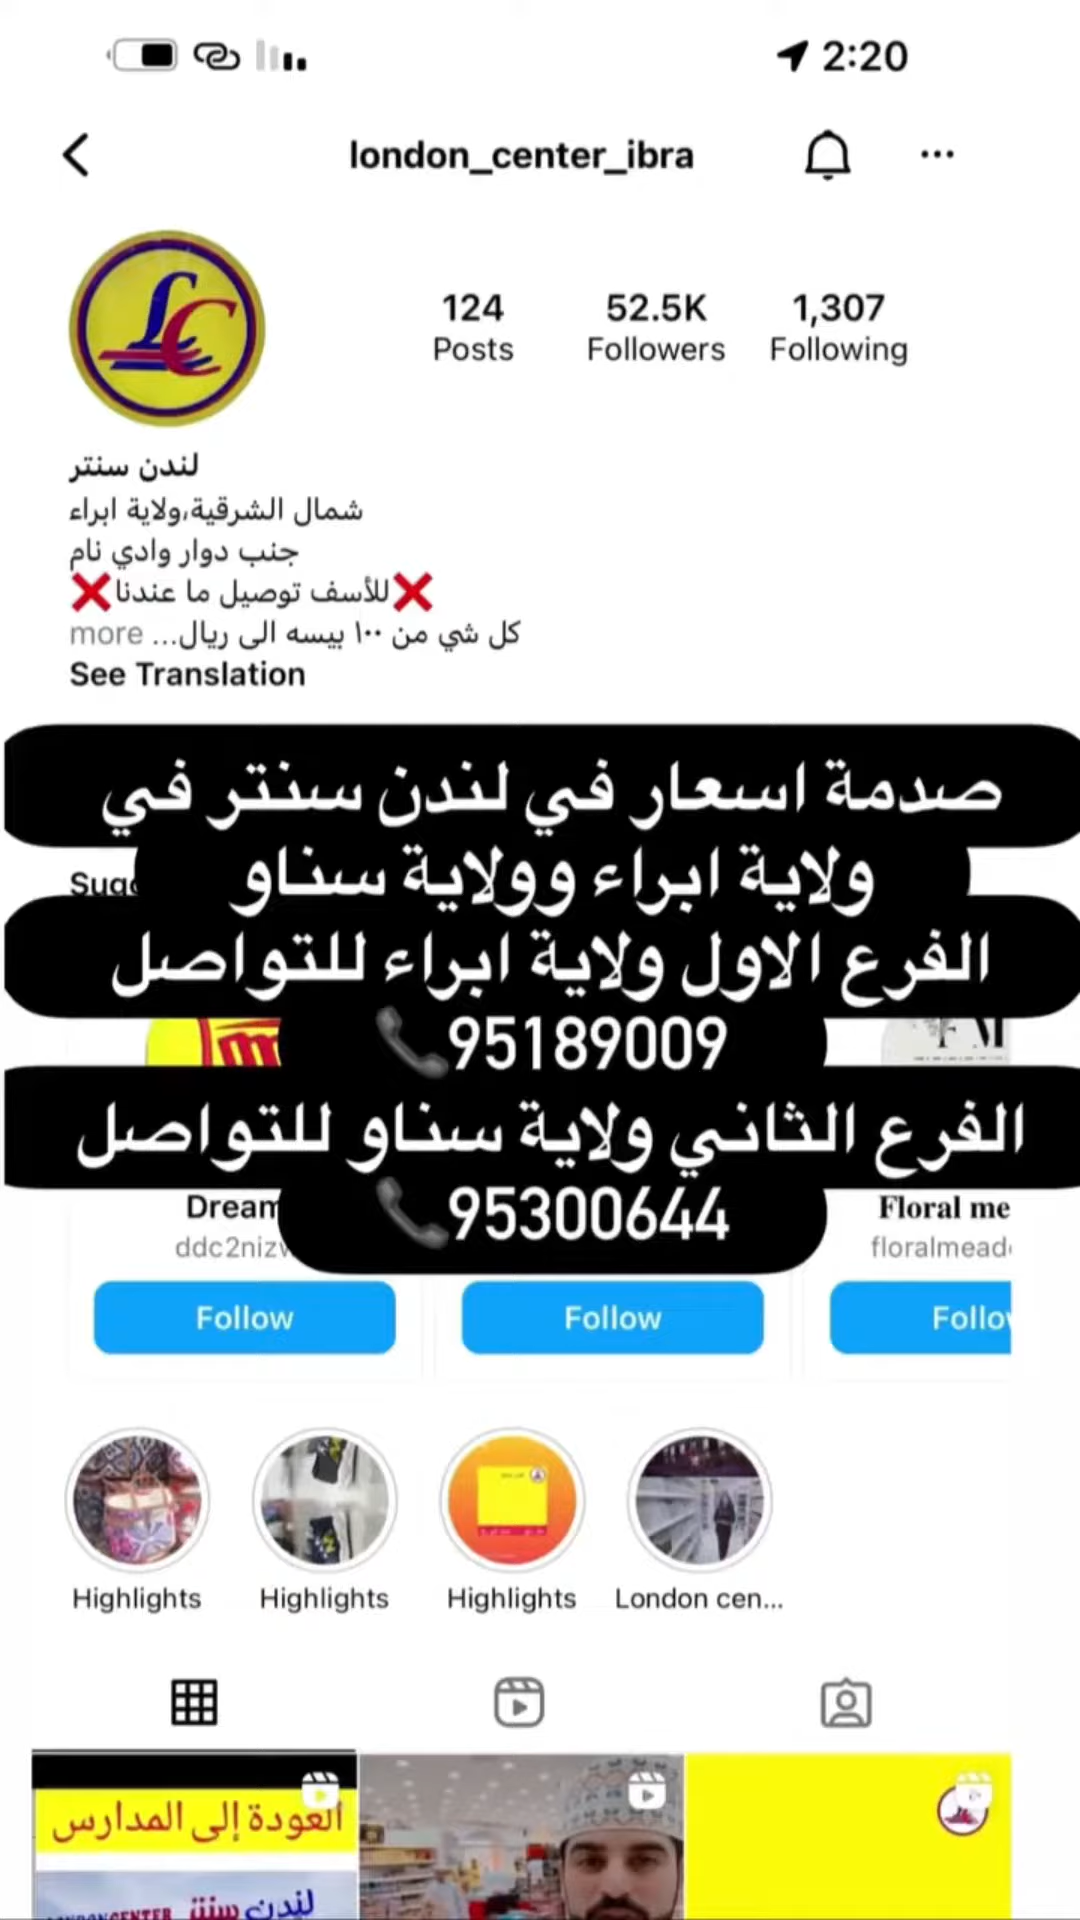 2:20
london_center_ibra
LC
124
Posts
52.5K
Followers
1,307
Following
لندن سنتر
شمال الشرقية،ولاية ابراء
جنب دوار وادي نام
❌للأسف توصيل ما عندنا❌
كل شي من ١٠٠ بيسه الى ريال... more
See Translation
صدمة اسعار في لندن سنتر في
ولاية ابراء وولاية سناو
الفرع الاول ولاية ابراء للتواصل
📞95189009
الفرع الثاني ولاية سناو للتواصل
📞95300644
Dream
ddc2niz
Floral me
floralmead
Follow
Follow
Follow
Highlights
Highlights
Highlights
London cen...
العودة إلى المدارس
لندن سنتر
CENTER